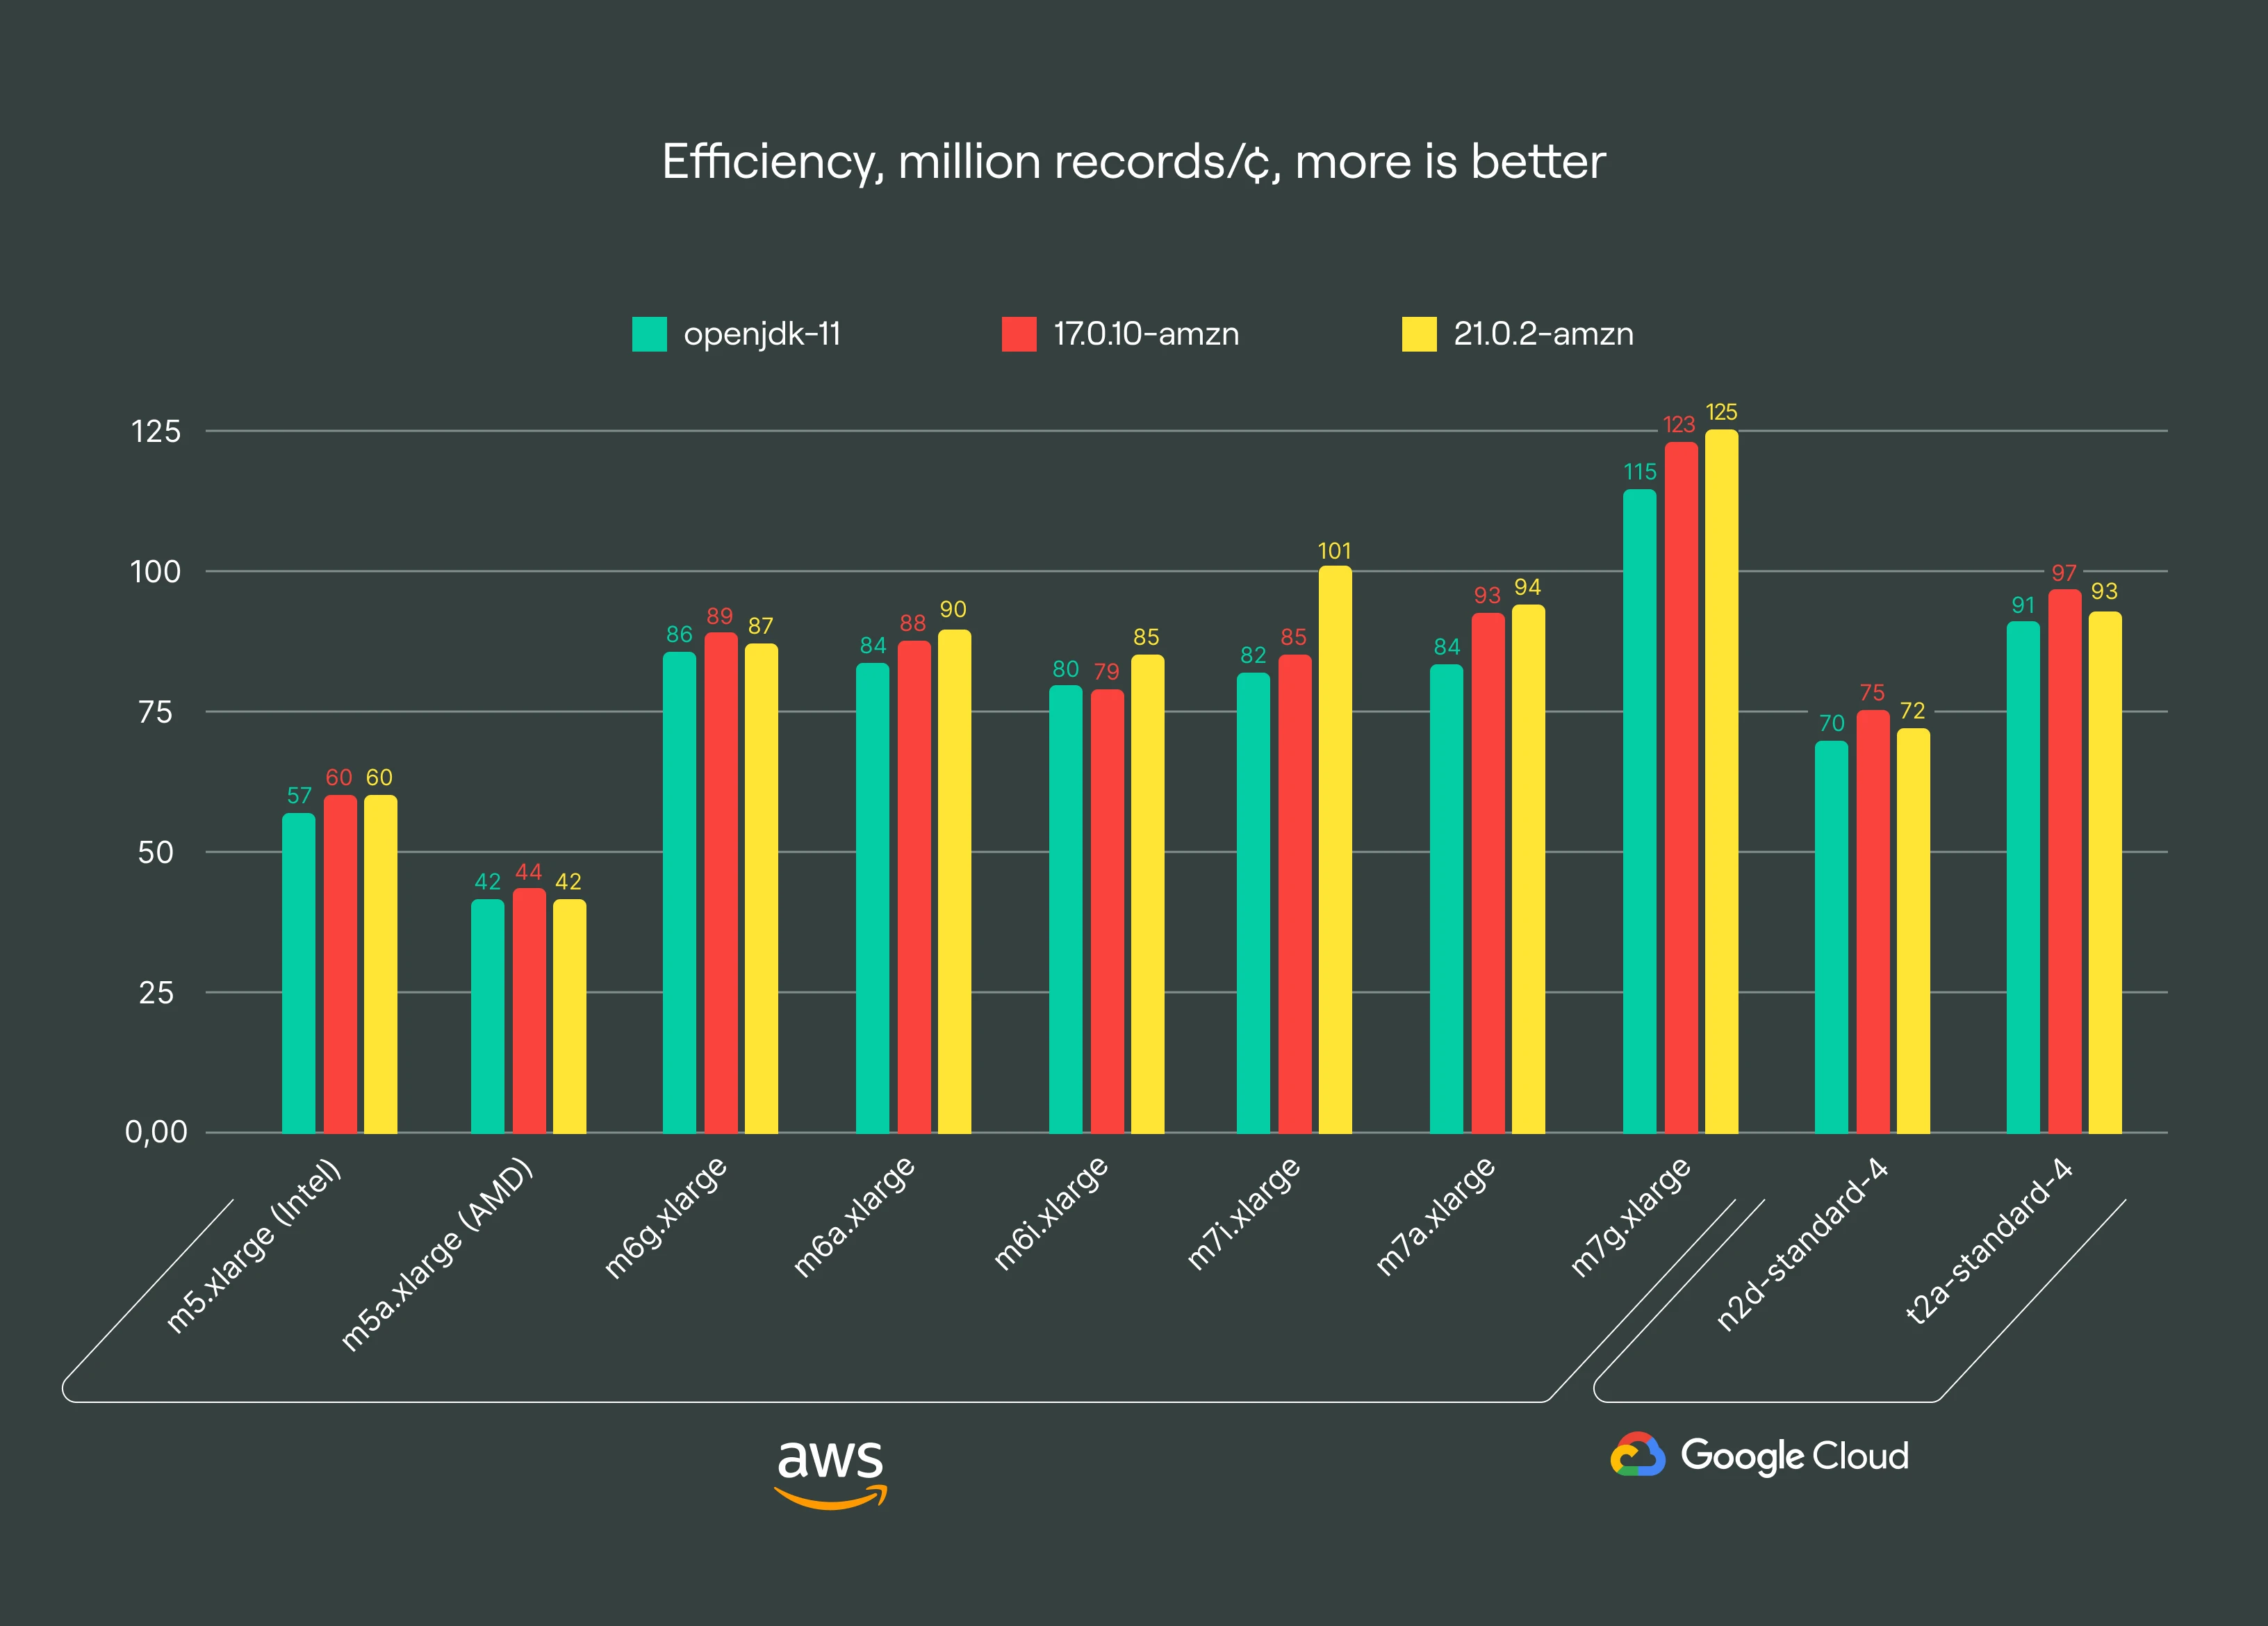 Efficiency, million records/¢, more is better
openjdk-11
17.0.10-amzn
21.0.2-amzn
125
100
75
50
25
0,00
57 60 60
42 44 42
86 89 87
84 88 90
80 79 85
82 85 101
84 93 94
115 123 125
70 75 72
91 97 93
m5.xlarge (Intel)
m5a.xlarge (AMD)
m6g.xlarge
m6a.xlarge
m6i.xlarge
m7i.xlarge
m7a.xlarge
m7g.xlarge
n2d-standard-4
t2a-standard-4
aws
Google Cloud